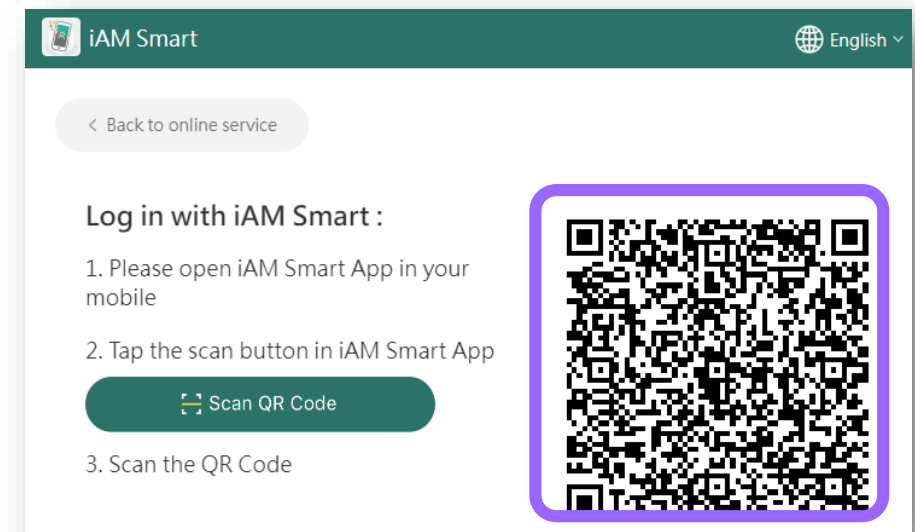 iAM Smart
English
< Back to online service
Log in with iAM Smart :
1. Please open iAM Smart App in your
mobile
2. Tap the scan button in iAM Smart App
Scan QR Code
3. Scan the QR Code